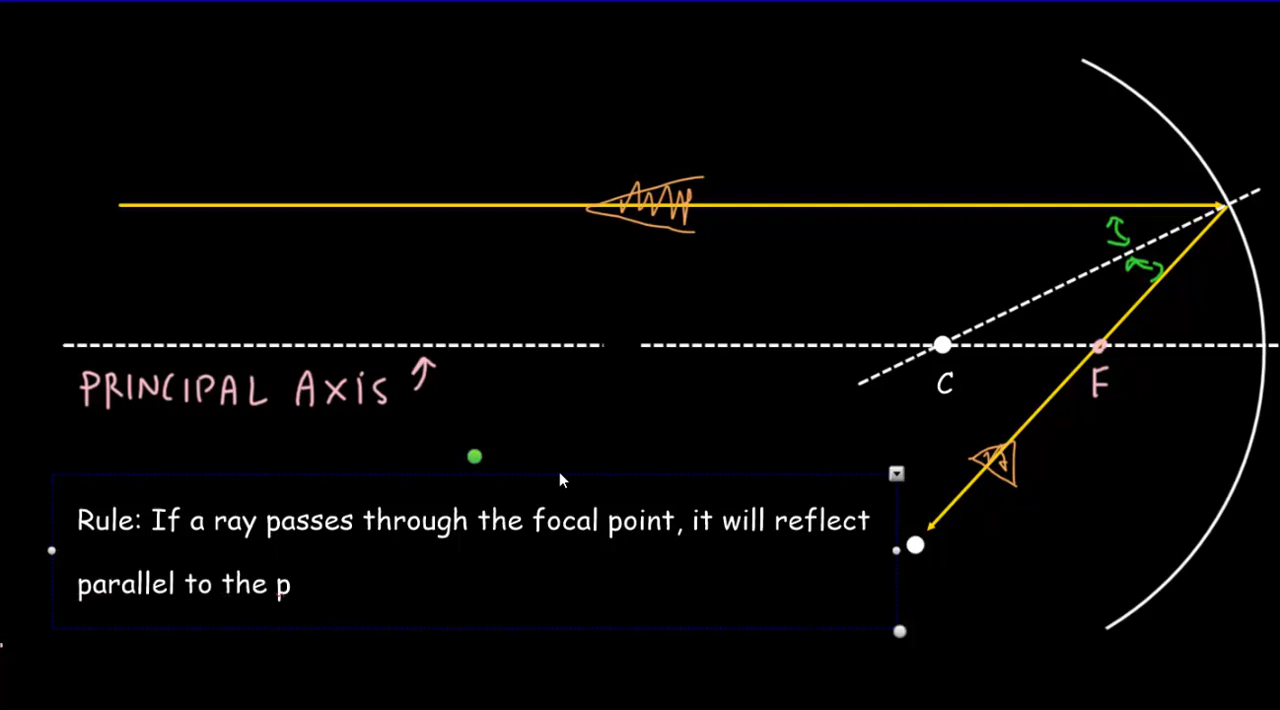 PRINCIPAL AXIS
C
F
Rule: If a ray passes through the focal point, it will reflect
parallel to the p